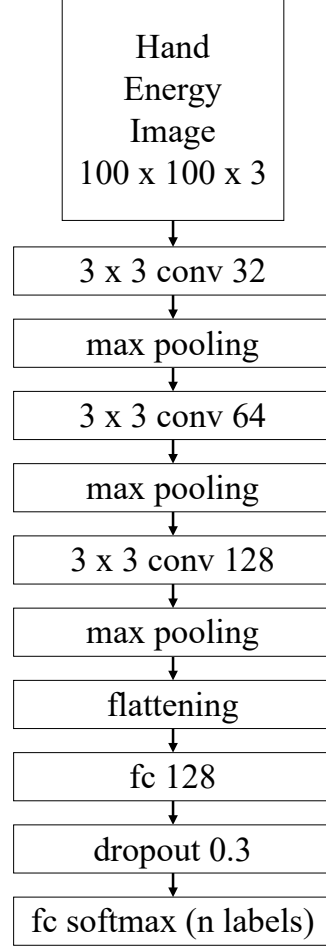 Hand
Energy
Image
100 x 100 x 3
3 x 3 conv 32
max pooling
3 x 3 conv 64
max pooling
3 x 3 conv 128
max pooling
flattening
fc 128
dropout 0.3
fc softmax (n labels)